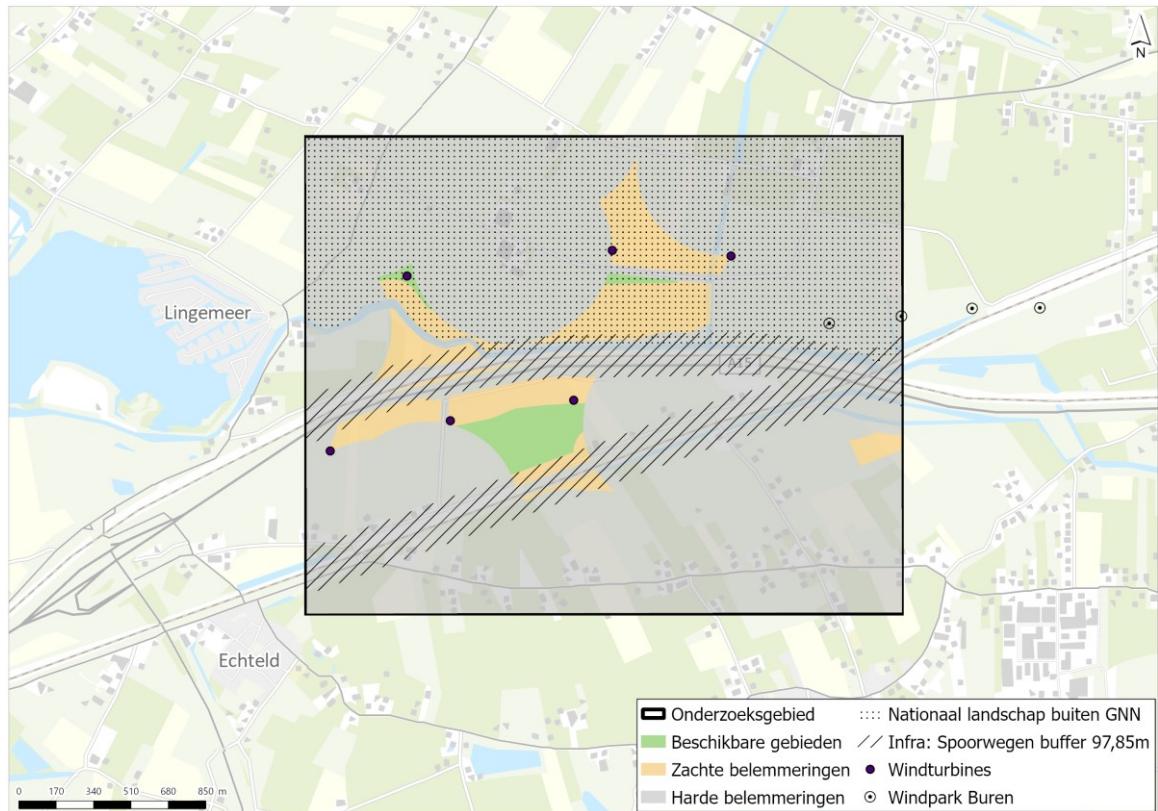 N
Lingemeer
A15
Echteld
Onderzoeksgebied
Beschikbare gebieden
Zachte belemmeringen
Harde belemmeringen
Nationaal landschap buiten GNN
Infra: Spoorwegen buffer 97,85m
Windturbines
Windpark Buren
0 170 340 510 680 850 m